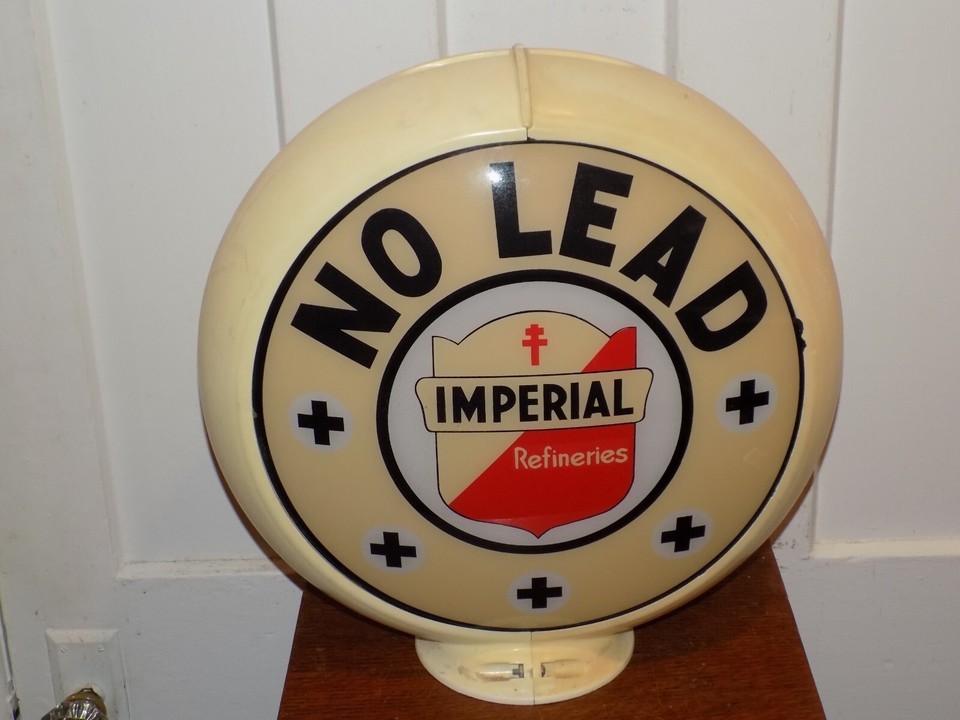 NO LEAD
IMPERIAL
Refineries